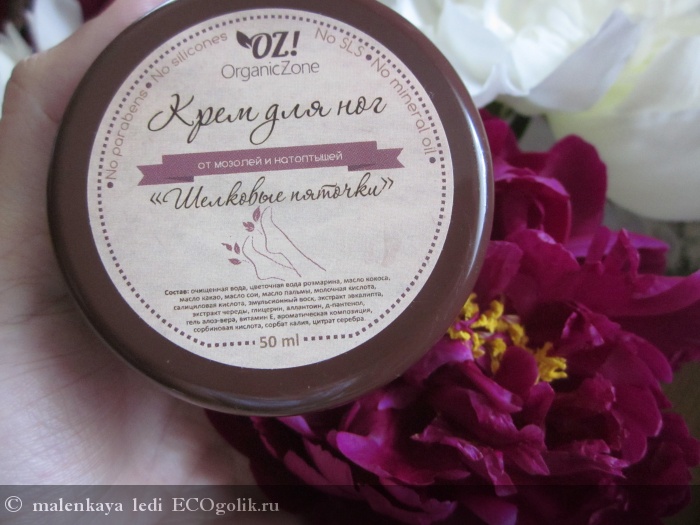 •No parabens•No silicones
No SLS•No mineral oil•
OZ!
OrganicZone
Крем для ног
от мозолей и натоптышей
«Шелковые пяточки»
Состав: очищенная вода, цветочная вода розмарина, масло кокоса,
масло какао, масло сои, масло пальмы, молочная кислота,
салициловая кислота, эмульсионный воск, экстракт эвкалипта,
экстракт череды, глицерин, аллантоин, д-пантенол,
гель алоэ-вера, витамин Е, ароматическая композиция,
сорбиновая кислота, сорбат калия, цитрат серебра.
50 ml
© malenkaya ledi ECOgolik.ru